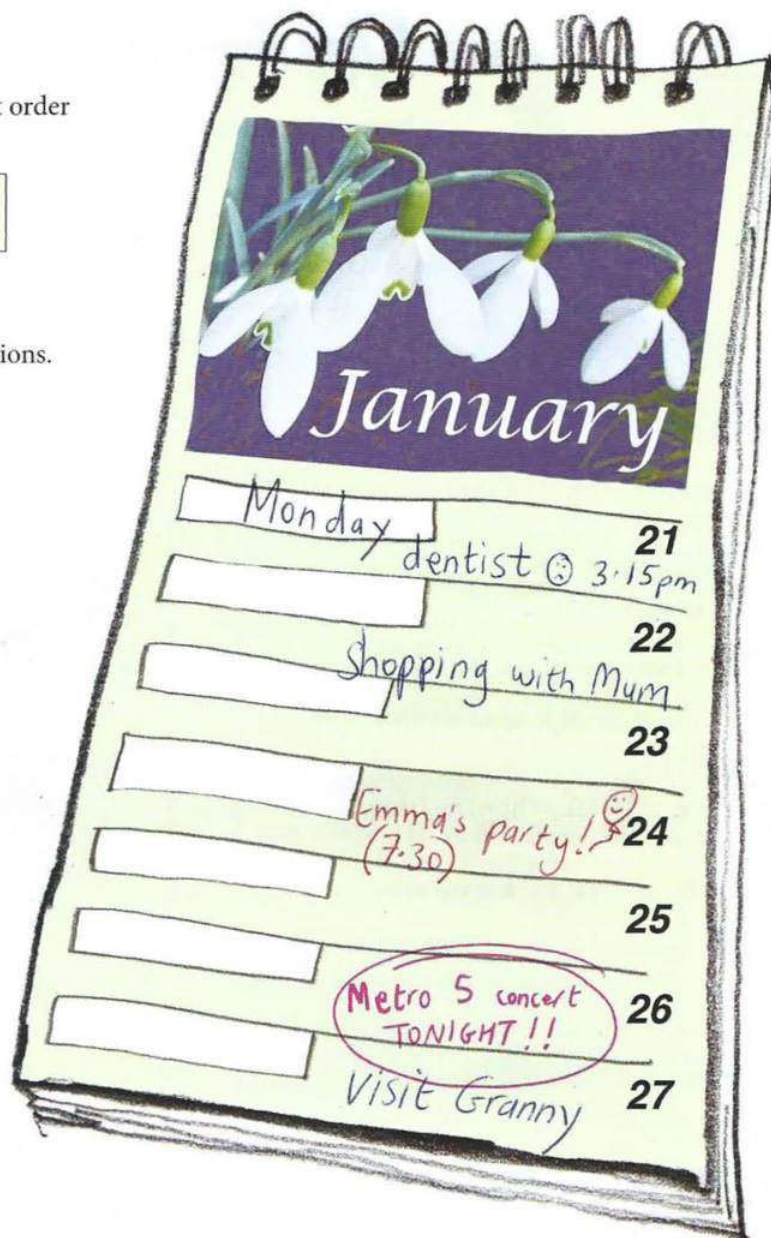 t order
ions.
January
Monday
21
dentist 3.15pm
22
Shopping with Mum
23
Emma's party! 24
(7.30)
25
Metro 5 concert
26
TONIGHT!!
Visit Granny 27